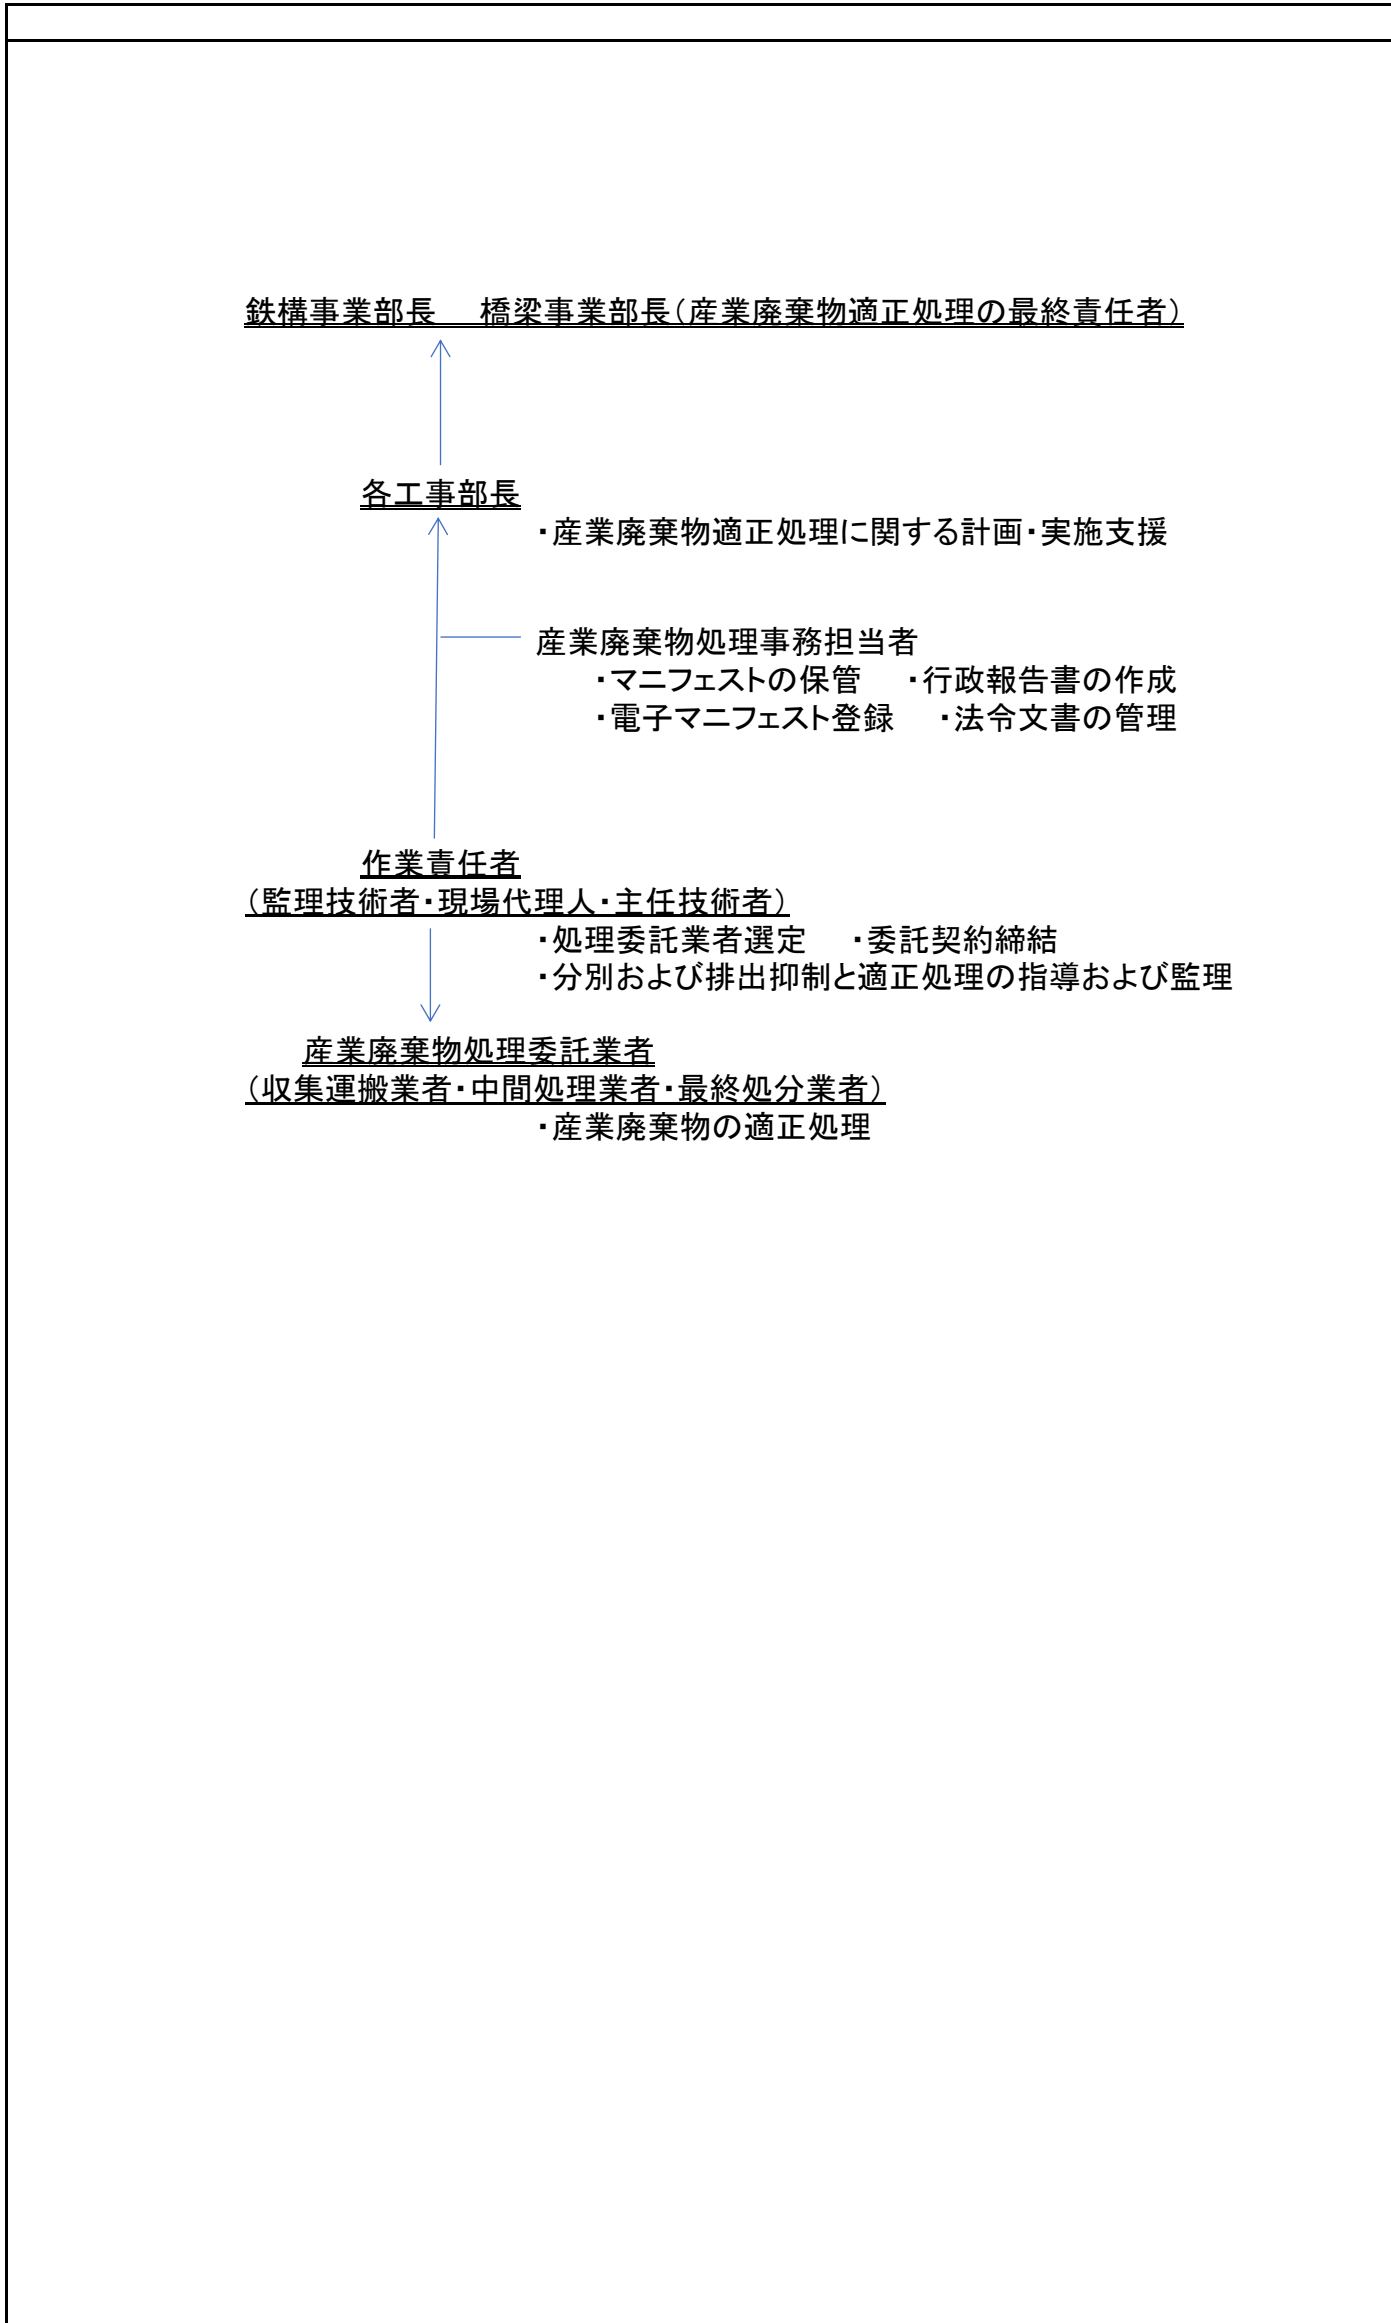 鉄構事業部長　橋梁事業部長（産業廃棄物適正処理の最終責任者）
各工事部長
・産業廃棄物適正処理に関する計画・実施支援
産業廃棄物処理事務担当者
・マニフェストの保管　・行政報告書の作成
・電子マニフェスト登録　・法令文書の管理
作業責任者
（監理技術者・現場代理人・主任技術者）
・処理委託業者選定　・委託契約締結
・分別および排出抑制と適正処理の指導および監理
産業廃棄物処理委託業者
（収集運搬業者・中間処理業者・最終処分業者）
・産業廃棄物の適正処理